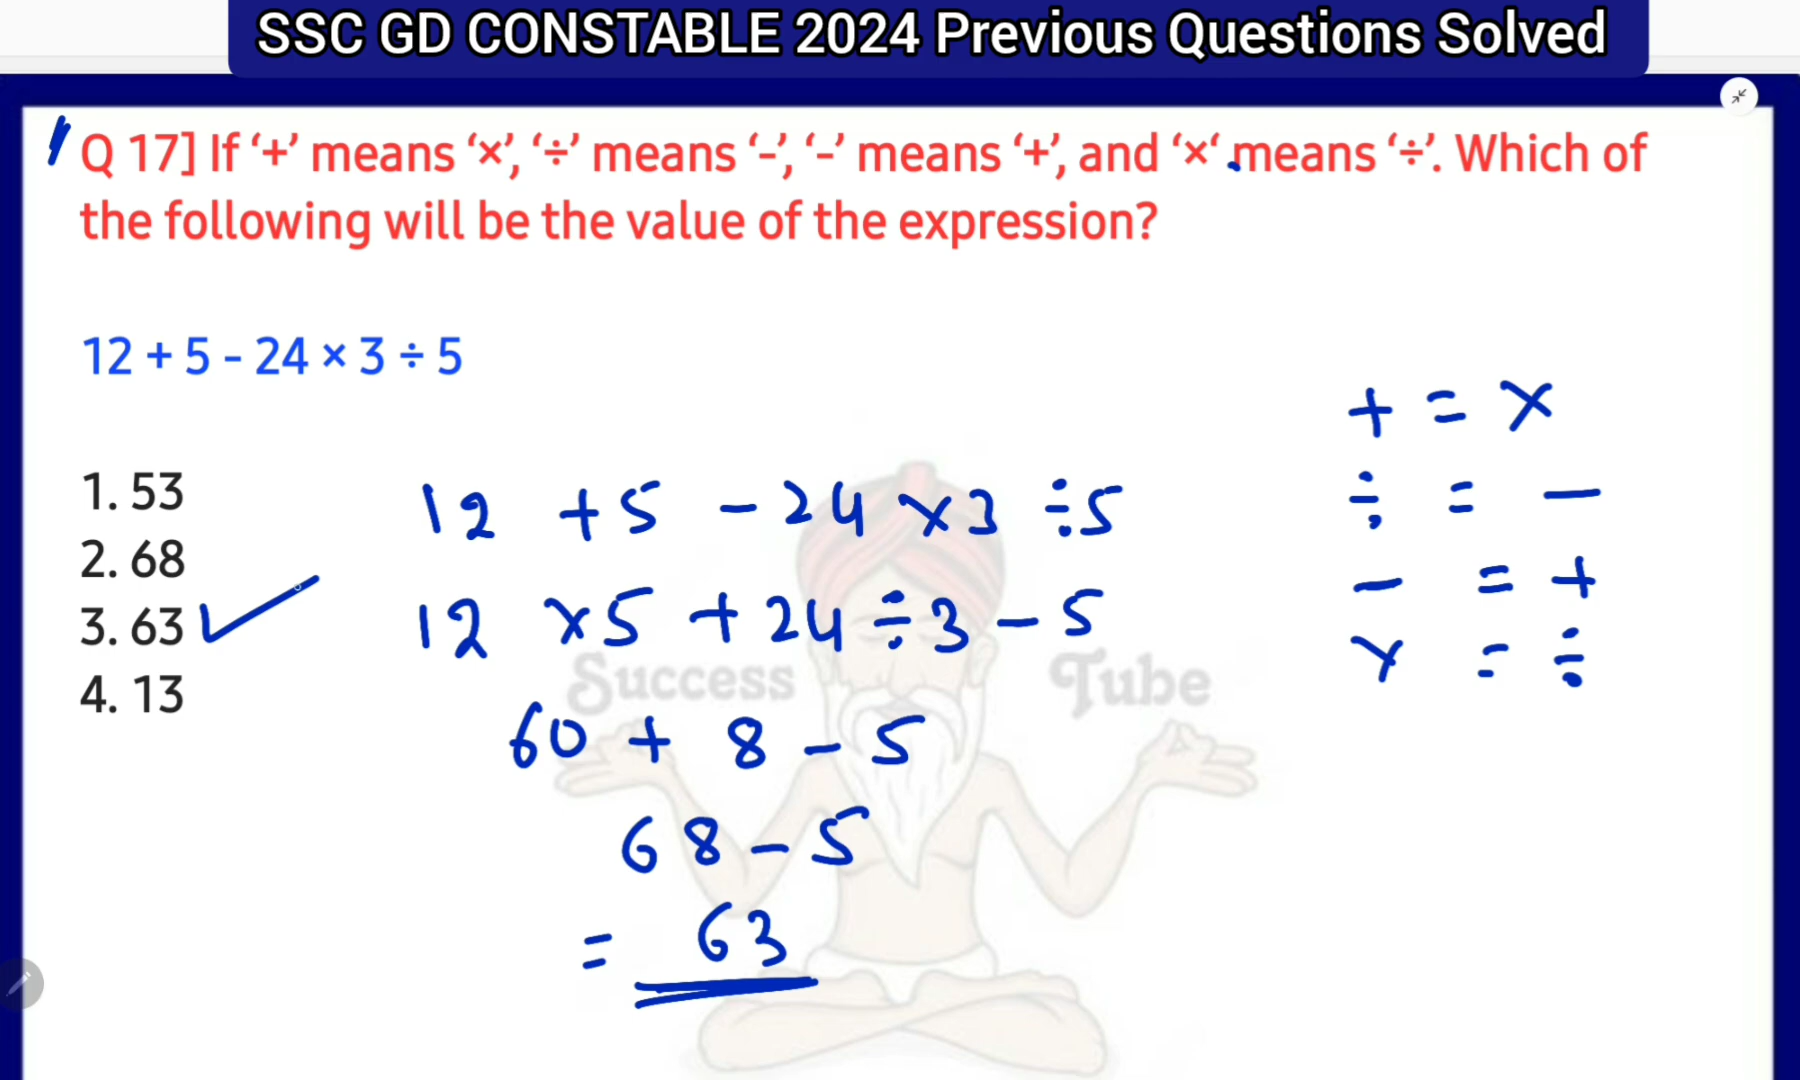 SSC GD CONSTABLE 2024 Previous Questions Solved
Q 17] If ‘+’ means ‘×’, ‘÷’ means ‘-’, ‘-’ means ‘+’, and ‘×‘ means ‘÷’. Which of
the following will be the value of the expression?
12 + 5 - 24 × 3 ÷ 5
1. 53
2. 68
3. 63
4. 13
12 + 5 - 24 × 3 ÷ 5
12 × 5 + 24 ÷ 3 - 5
60 + 8 - 5
68 - 5
= 63
+ = ×
÷ = -
- = +
× = ÷
Success Tube